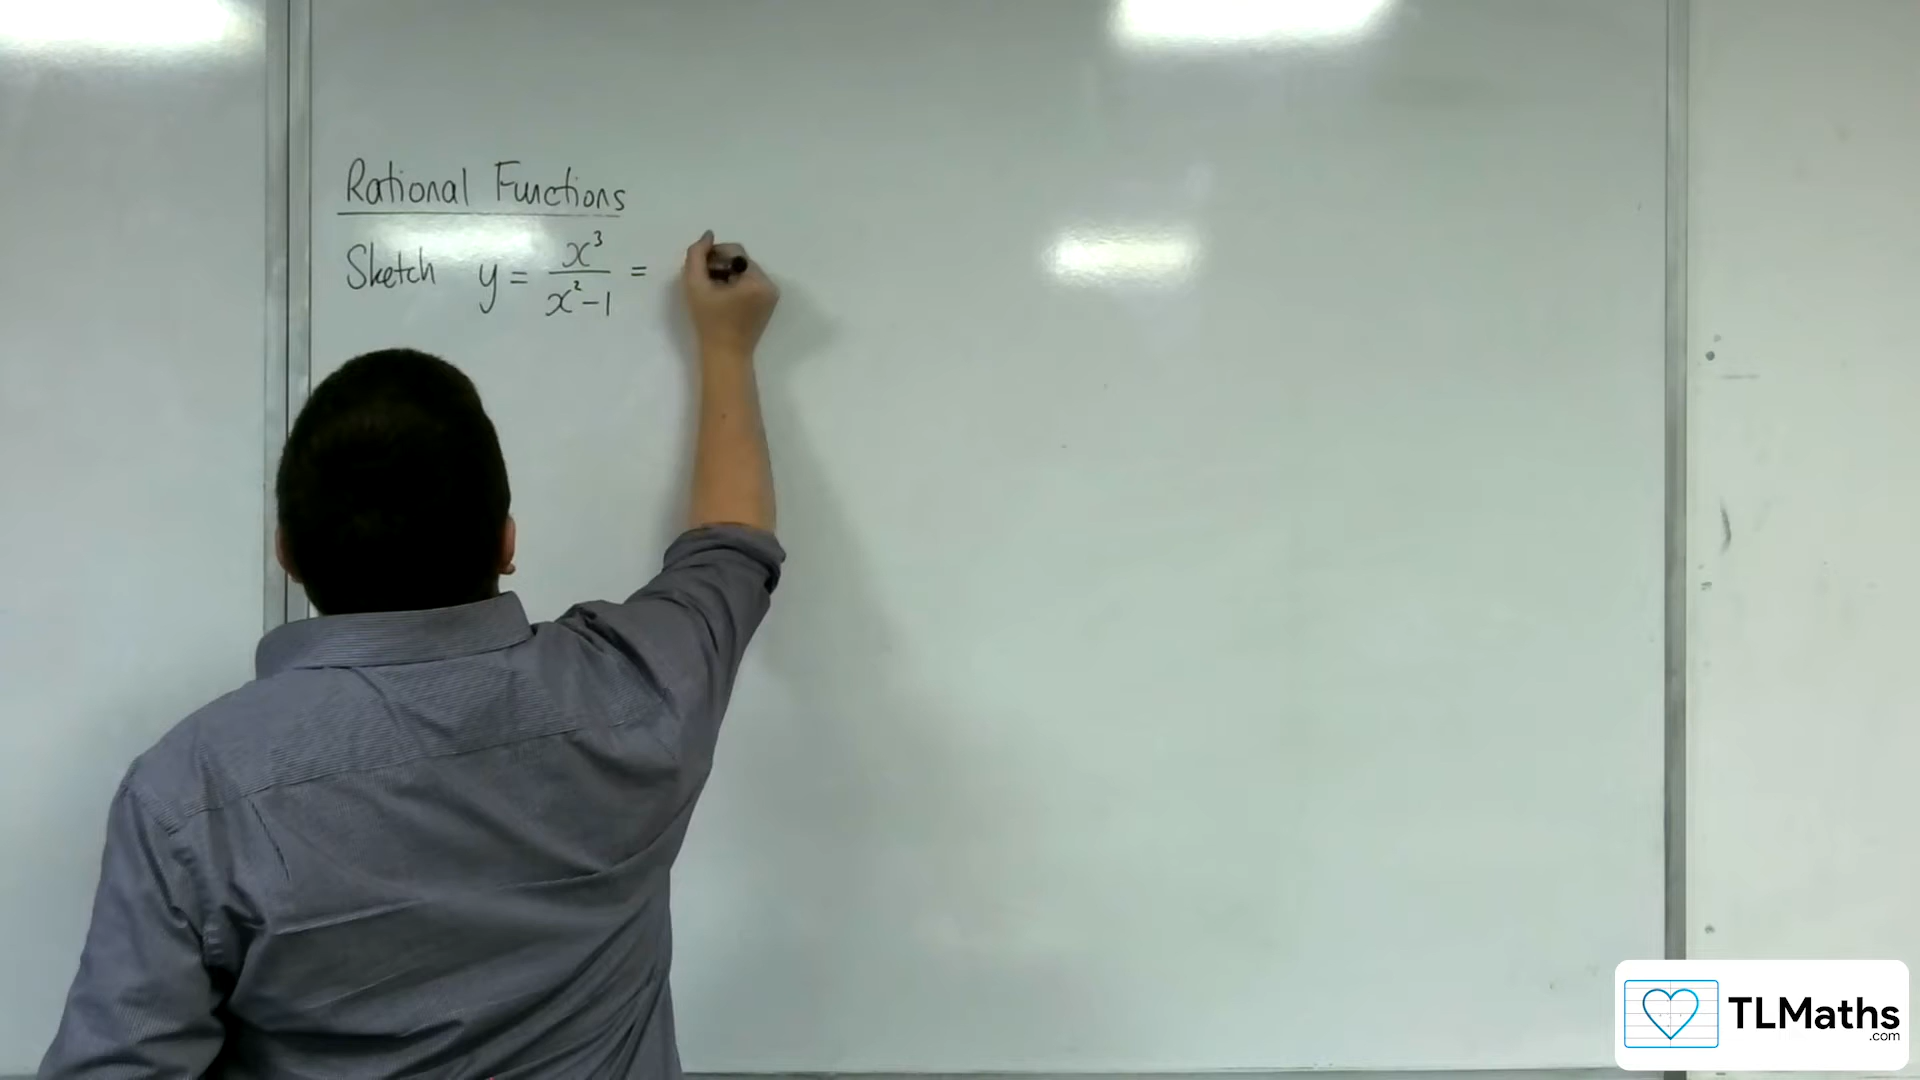 Rational Functions
Sketch y = x³/(x²-1) =
TLMaths
.com